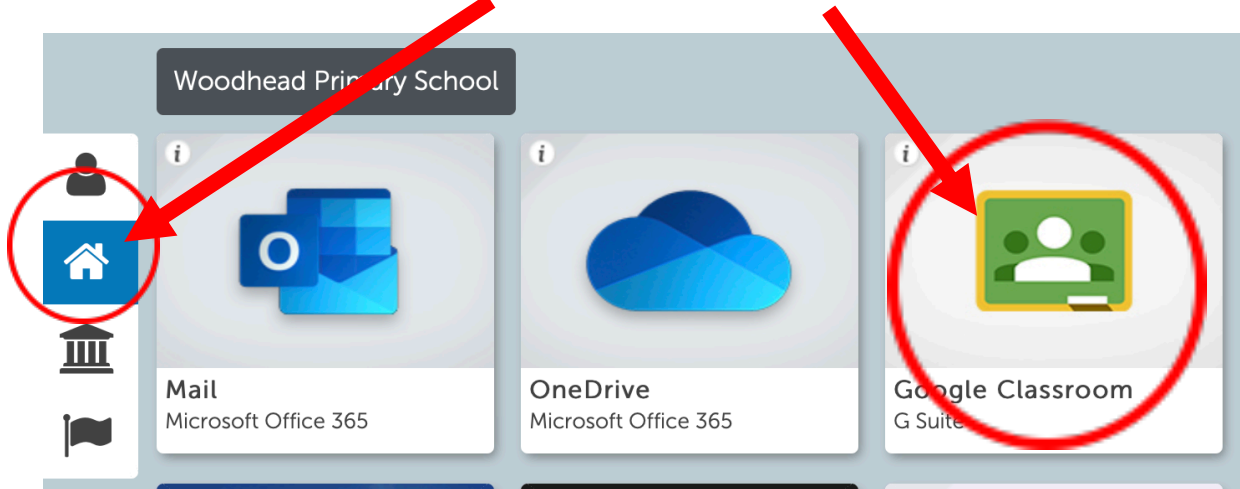 Woodhead Primary School
i
i
i
O
Mail
Microsoft Office 365
OneDrive
Microsoft Office 365
Google Classroom
G Suite